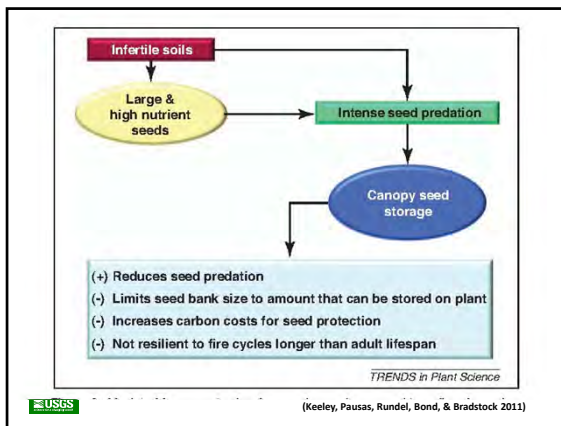 Infertile soils
Large &
high nutrient
seeds
Intense seed predation
Canopy seed
storage
(+) Reduces seed predation
(-) Limits seed bank size to amount that can be stored on plant
(-) Increases carbon costs for seed protection
(-) Not resilient to fire cycles longer than adult lifespan
TRENDS in Plant Science
USGS
(Keeley, Pausas, Rundel, Bond, & Bradstock 2011)